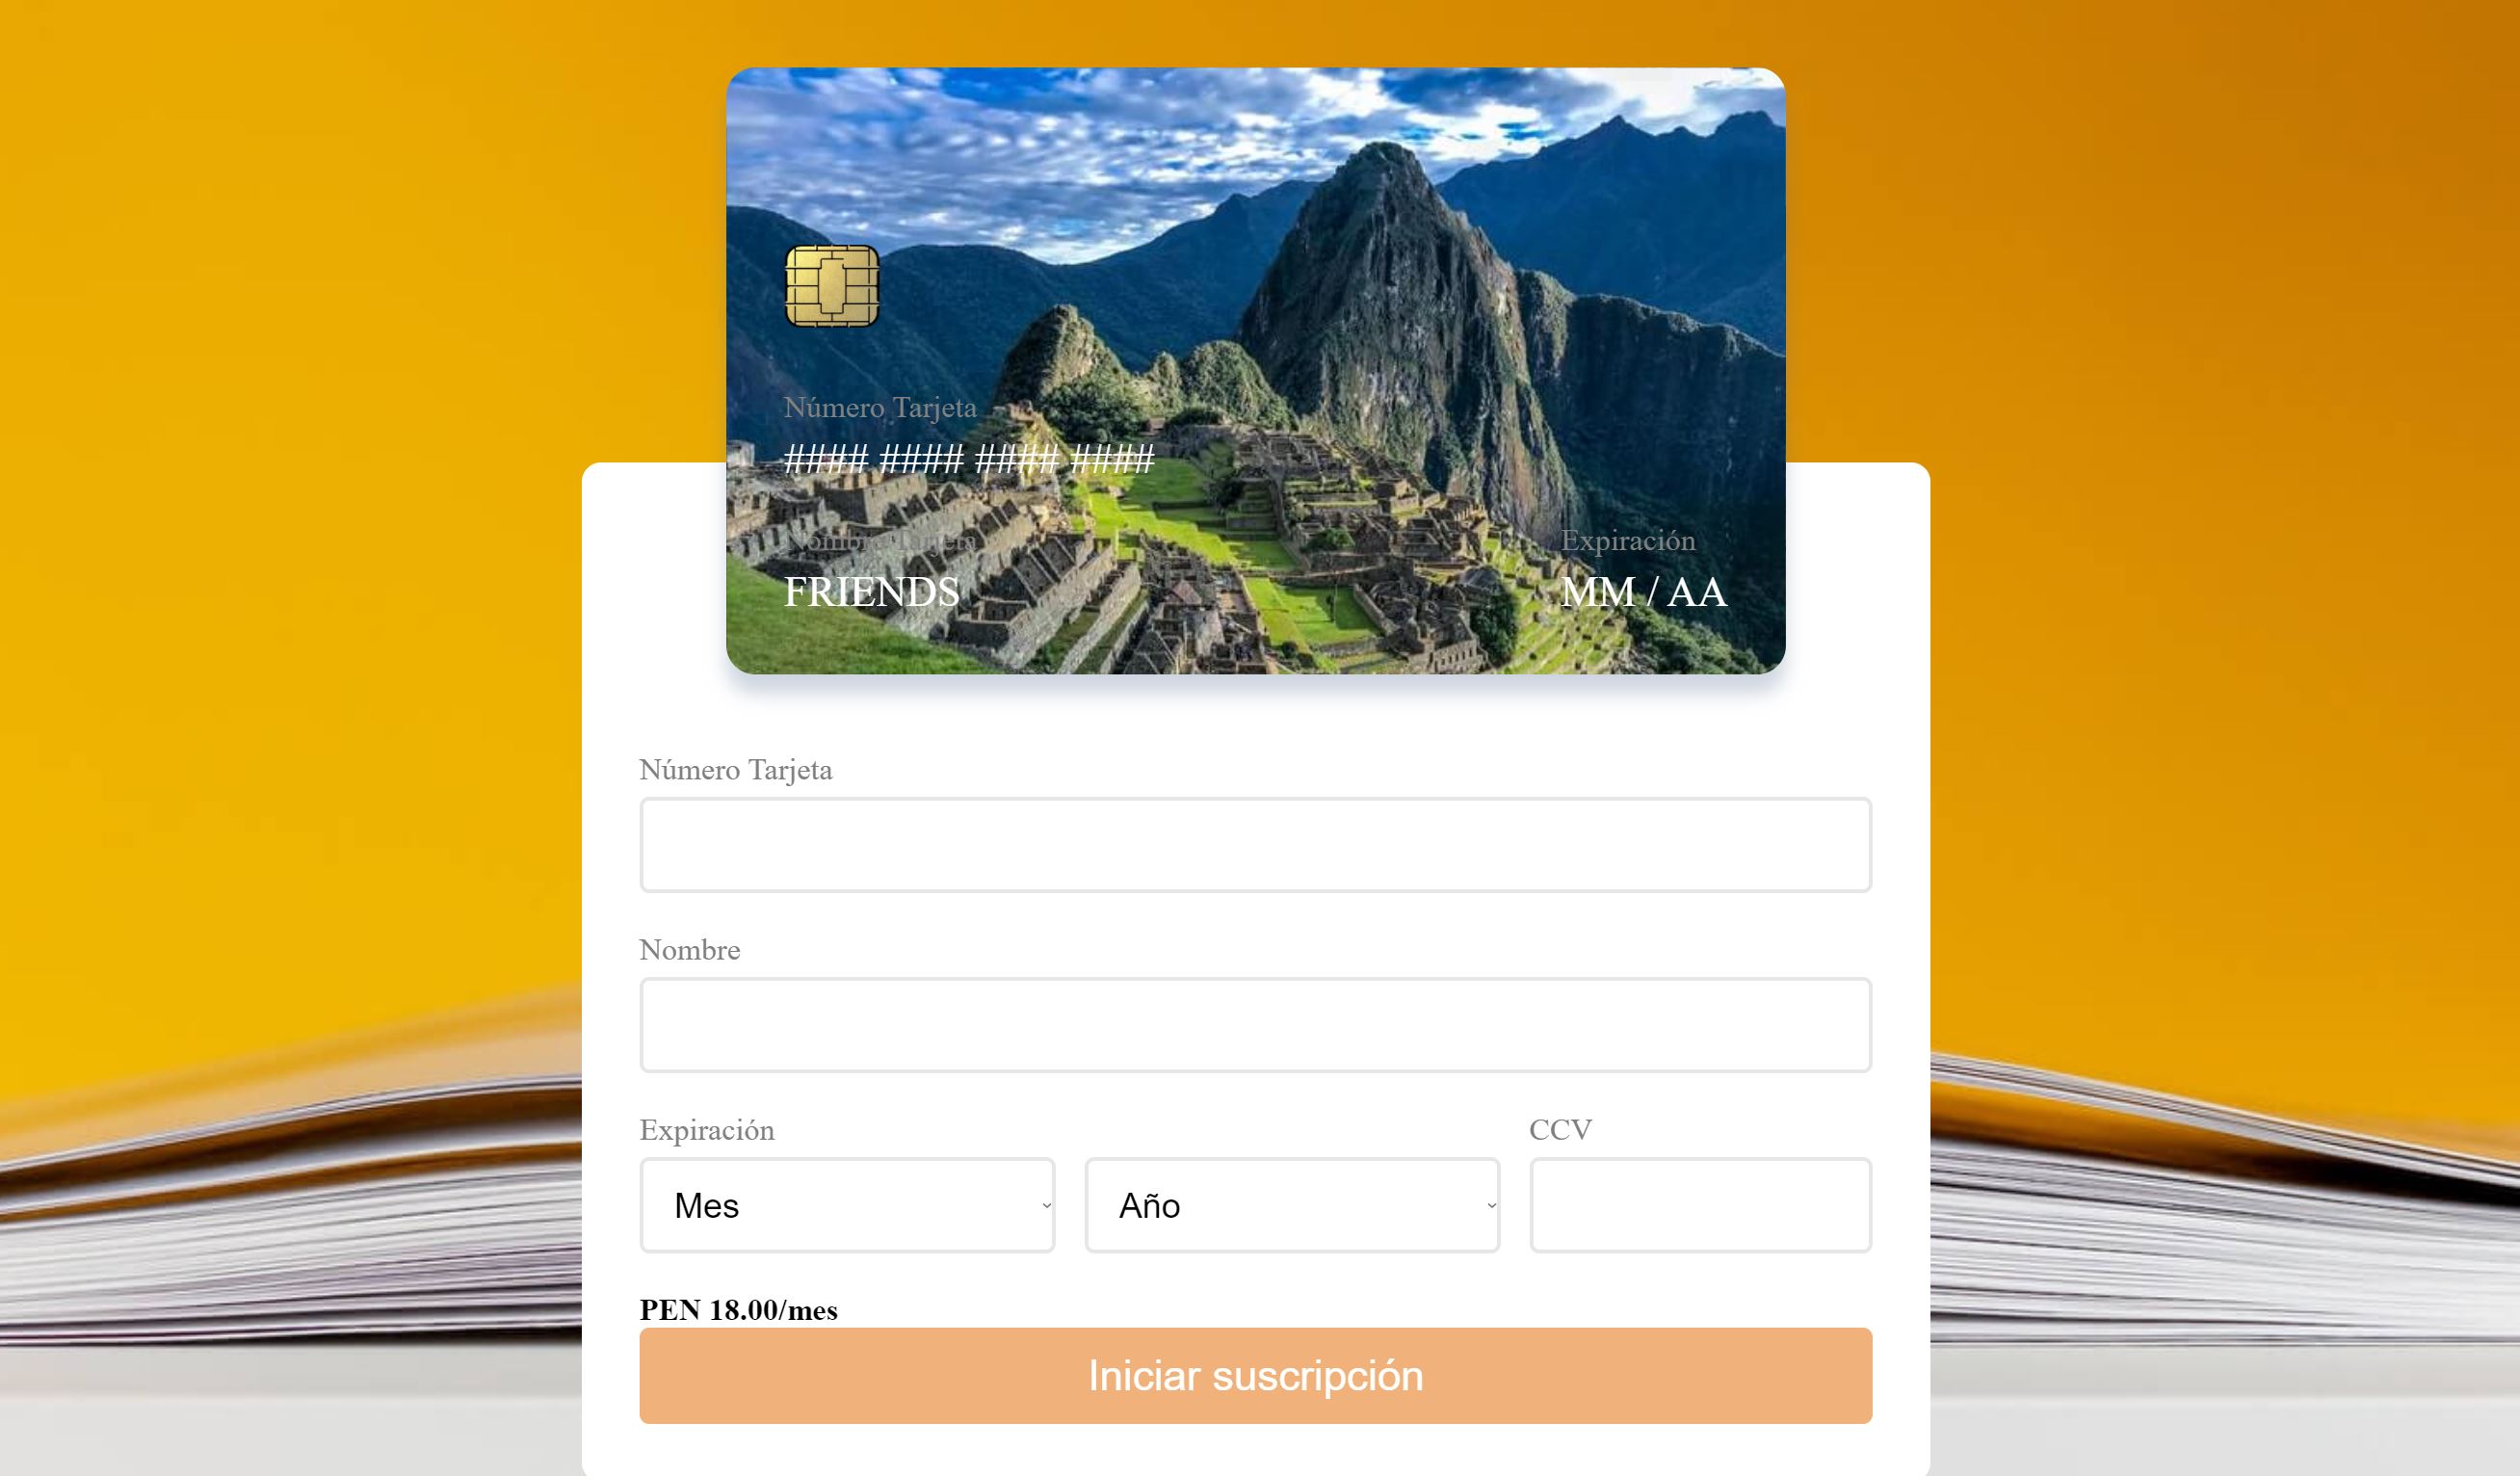 Número Tarjeta
#### #### #### ####
Nombre Tarjeta
Expiración
FRIENDS
MM / AA
Número Tarjeta
Nombre
Expiración
CCV
Mes
Año
PEN 18.00/mes
Iniciar suscripción